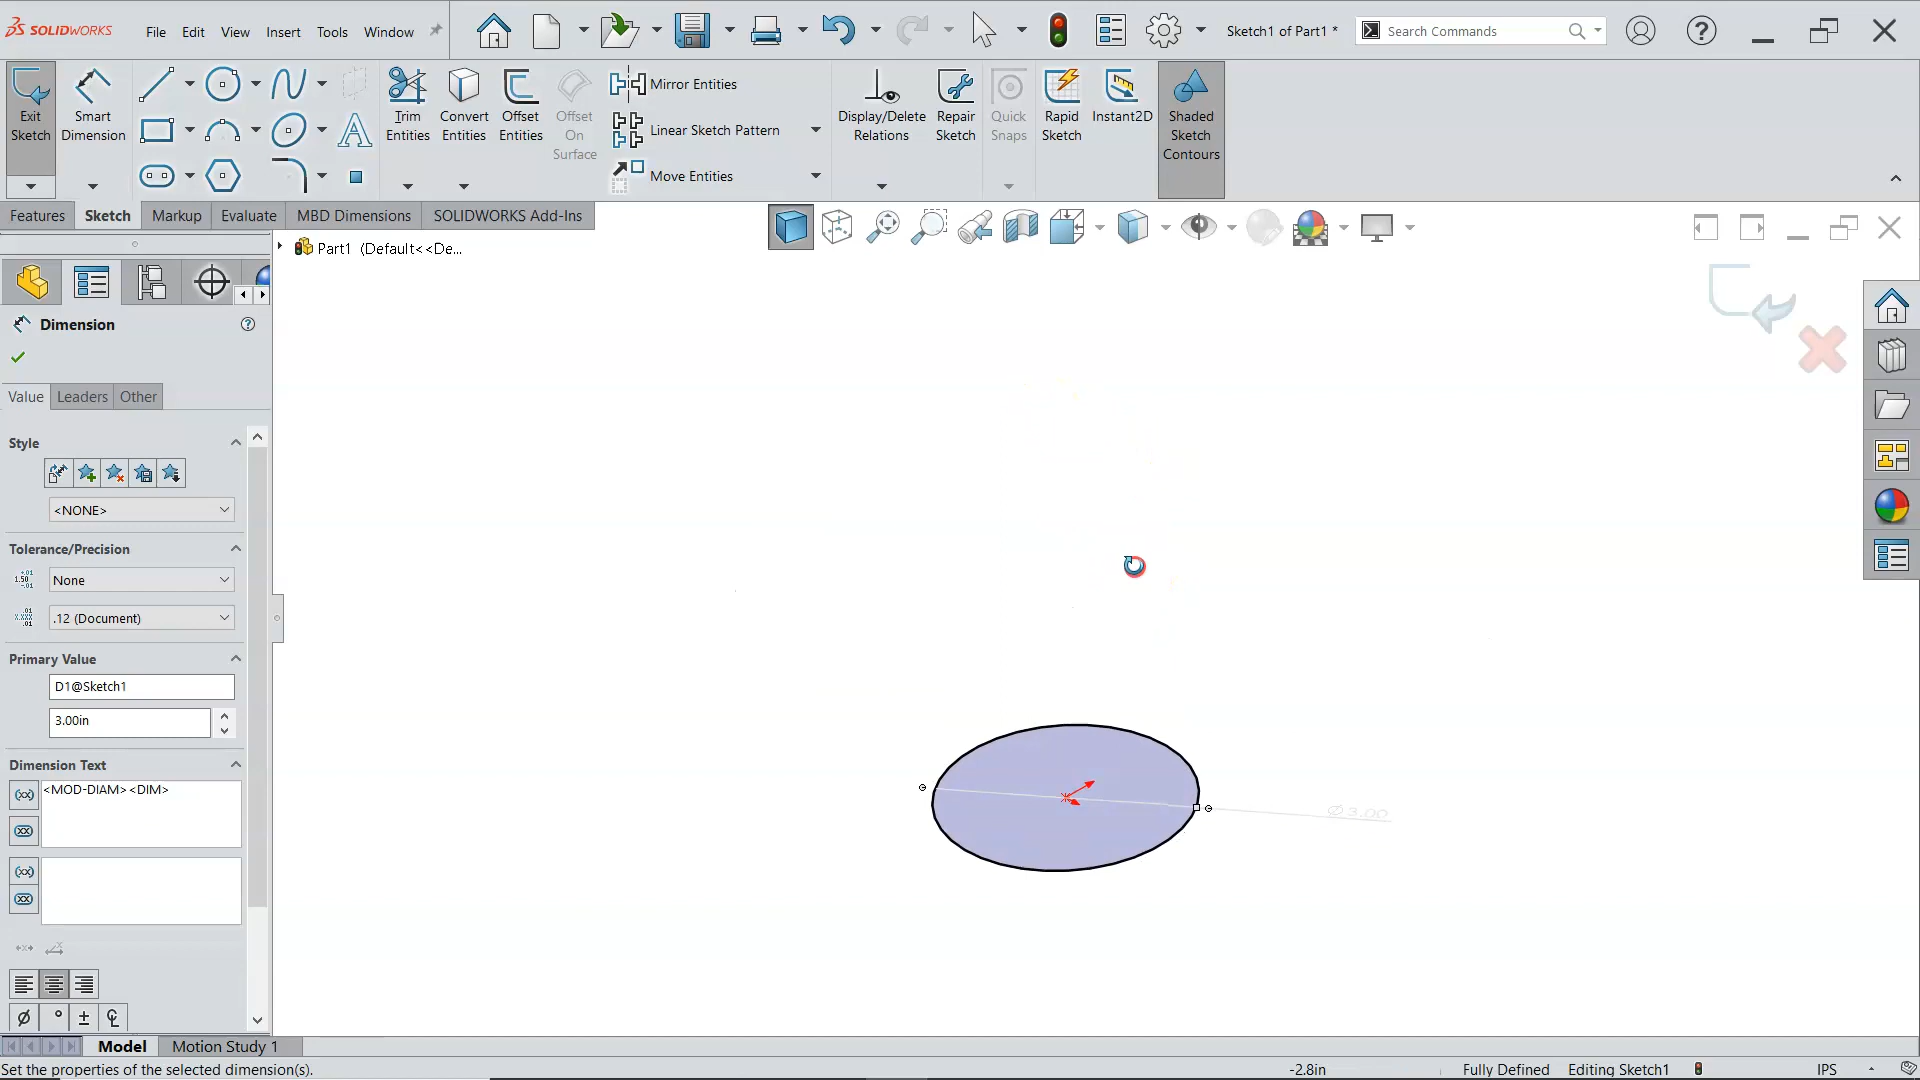 SOLIDWORKS File Edit View Insert Tools Window Sketch1 of Part1 * Search Commands
Exit Sketch
Smart Dimension
Trim Entities
Convert Entities
Offset Entities
Offset On Surface
Mirror Entities
Linear Sketch Pattern
Move Entities
Display/Delete Relations
Repair Sketch
Quick Snaps
Rapid Sketch
Instant2D
Shaded Sketch Contours
Features Sketch Markup Evaluate MBD Dimensions SOLIDWORKS Add-Ins
Part1 (Default<<De...
Dimension
Value Leaders Other
Style
<NONE>
Tolerance/Precision
None
.12 (Document)
Primary Value
D1@Sketch1
3.00in
Dimension Text
<MOD-DIAM><DIM>
Ø 3.00
Model Motion Study 1
Set the properties of the selected dimension(s). -2.8in Fully Defined Editing Sketch1 IPS